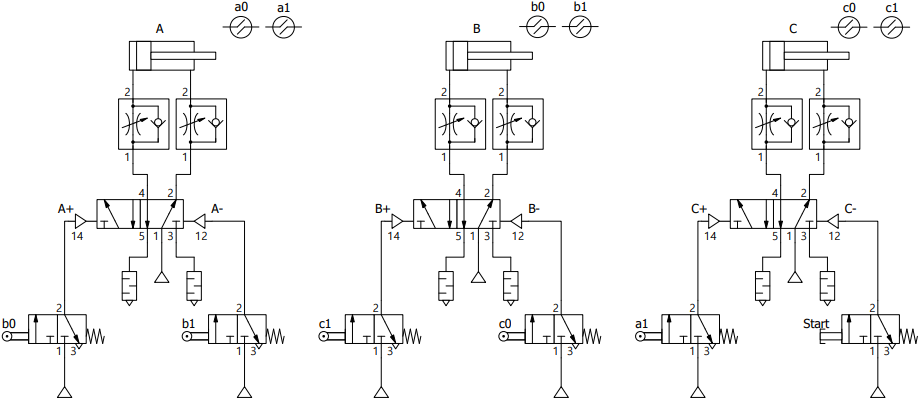 a0 a1 b0 b1 c0 c1
A B C
2 2 2 2 2 2
1 1 1 1 1 1
4 2 4 2 4 2
A+ A- B+ B- C+ C-
14 5 1 3 12 14 5 1 3 12 14 5 1 3 12
2 2 2 2 2 2
b0 b1 c1 c0 a1 Start
1 3 1 3 1 3 1 3 1 3 1 3